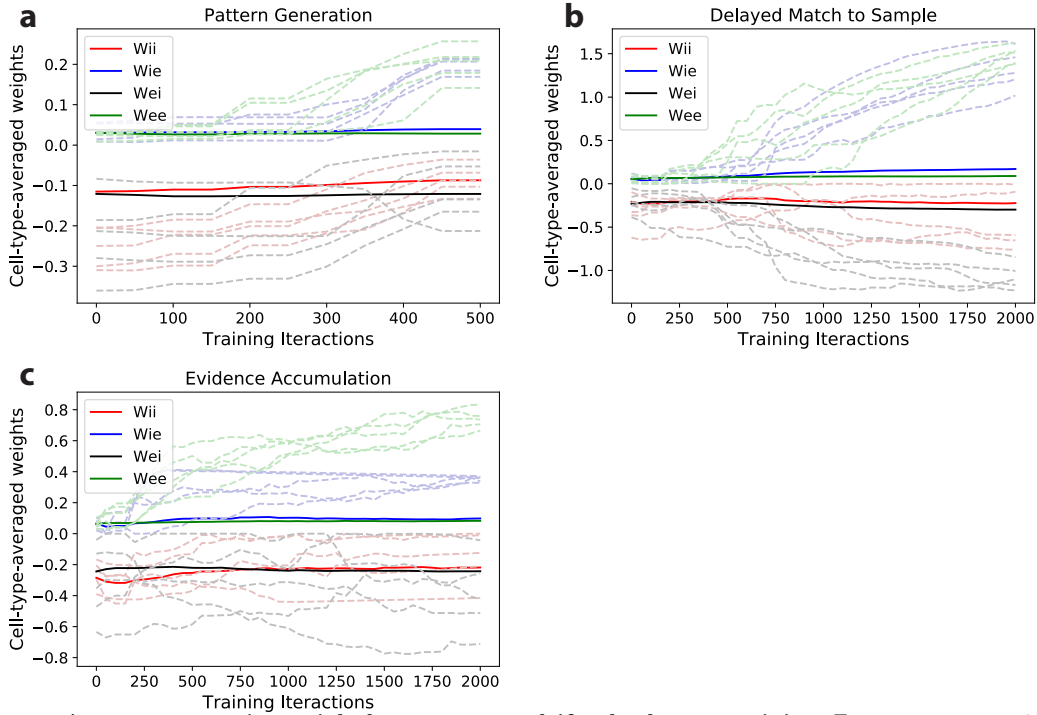 a
Pattern Generation
Cell-type-averaged weights
0.2
0.1
0.0
−0.1
−0.2
−0.3
Wii
Wie
Wei
Wee
0 100 200 300 400 500
Training Iteractions
b
Delayed Match to Sample
Cell-type-averaged weights
1.5
1.0
0.5
0.0
−0.5
−1.0
Wii
Wie
Wei
Wee
0 250 500 750 1000 1250 1500 1750 2000
Training Iteractions
c
Evidence Accumulation
Cell-type-averaged weights
0.8
0.6
0.4
0.2
0.0
−0.2
−0.4
−0.6
−0.8
Wii
Wie
Wei
Wee
0 250 500 750 1000 1250 1500 1750 2000
Training Iteractions